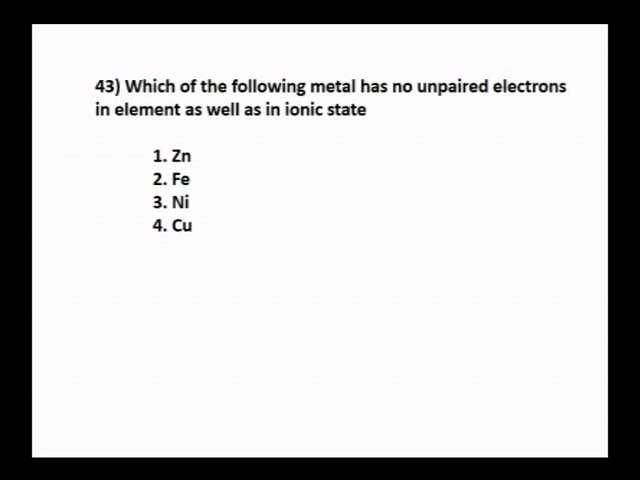 43) Which of the following metal has no unpaired electrons
in element as well as in ionic state
1. Zn
2. Fe
3. Ni
4. Cu